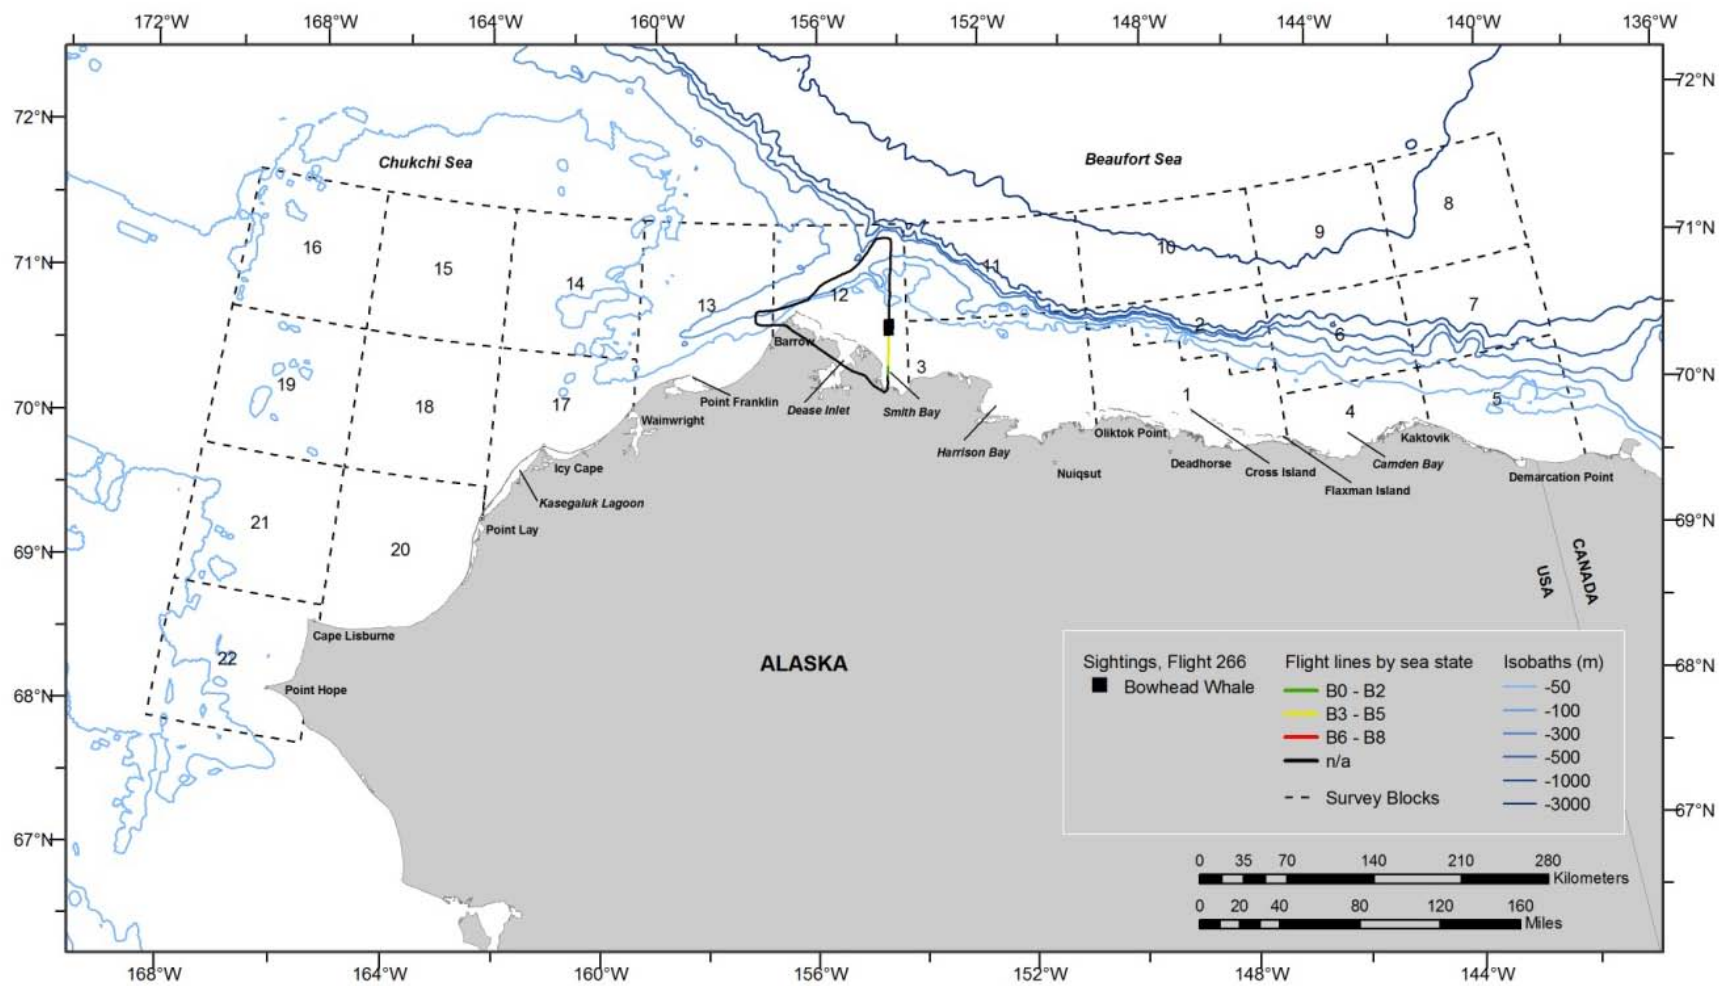 172°W 168°W 164°W 160°W 156°W 152°W 148°W 144°W 140°W 136°W
72°N
72°N
Chukchi Sea
Beaufort Sea
8
71°N
9
16
10
71°N
15
11
14
12
13
7
2
6
Barrow
3
70°N
19
18
17
Point Franklin
Dease Inlet
Smith Bay
1
4
5
70°N
Wainwright
Oliktok Point
Kaktovik
Harrison Bay
Icy Cape
Nuiqsut
Deadhorse
Cross Island
Camden Bay
Flaxman Island
Demarcation Point
Kasegaluk Lagoon
21
Point Lay
69°N
20
69°N
CANADA
USA
Cape Lisburne
22
ALASKA
68°N
Point Hope
68°N
Sightings, Flight 266
Bowhead Whale
Flight lines by sea state
B0 - B2
B3 - B5
B6 - B8
n/a
Survey Blocks
Isobaths (m)
-50
-100
-300
-500
-1000
-3000
67°N
67°N
0 35 70 140 210 280
Kilometers
0 20 40 80 120 160
Miles
168°W 164°W 160°W 156°W 152°W 148°W 144°W